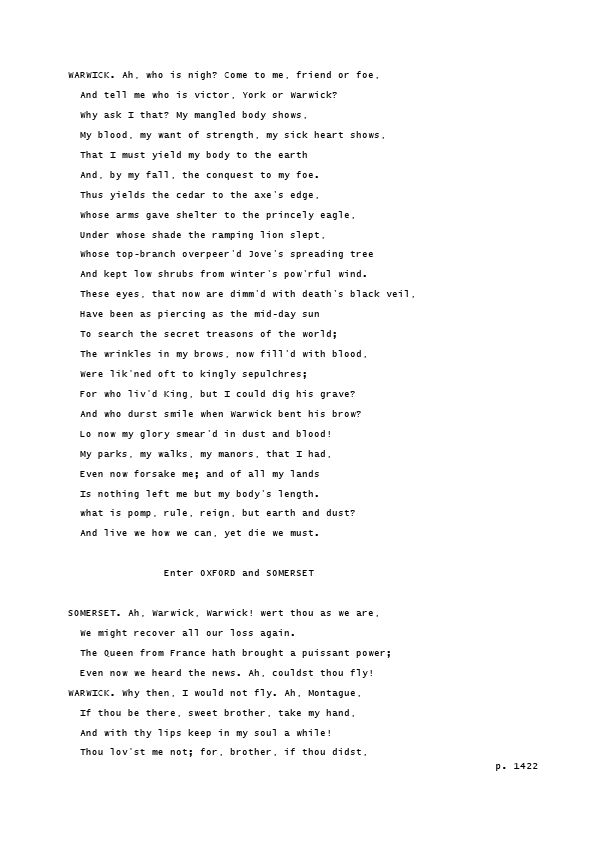 WARWICK. Ah, who is nigh? Come to me, friend or foe,
And tell me who is victor, York or Warwick?
Why ask I that? My mangled body shows,
My blood, my want of strength, my sick heart shows,
That I must yield my body to the earth
And, by my fall, the conquest to my foe.
Thus yields the cedar to the axe's edge,
Whose arms gave shelter to the princely eagle,
Under whose shade the ramping lion slept,
Whose top-branch overpeer'd Jove's spreading tree
And kept low shrubs from winter's pow'rful wind.
These eyes, that now are dimm'd with death's black veil,
Have been as piercing as the mid-day sun
To search the secret treasons of the world;
The wrinkles in my brows, now fill'd with blood,
Were lik'ned oft to kingly sepulchres;
For who liv'd King, but I could dig his grave?
And who durst smile when Warwick bent his brow?
Lo now my glory smear'd in dust and blood!
My parks, my walks, my manors, that I had,
Even now forsake me; and of all my lands
Is nothing left me but my body's length.
what is pomp, rule, reign, but earth and dust?
And live we how we can, yet die we must.
Enter OXFORD and SOMERSET
SOMERSET. Ah, Warwick, Warwick! wert thou as we are,
We might recover all our loss again.
The Queen from France hath brought a puissant power;
Even now we heard the news. Ah, couldst thou fly!
WARWICK. Why then, I would not fly. Ah, Montague,
If thou be there, sweet brother, take my hand,
And with thy lips keep in my soul a while!
Thou lov'st me not; for, brother, if thou didst,
p. 1422